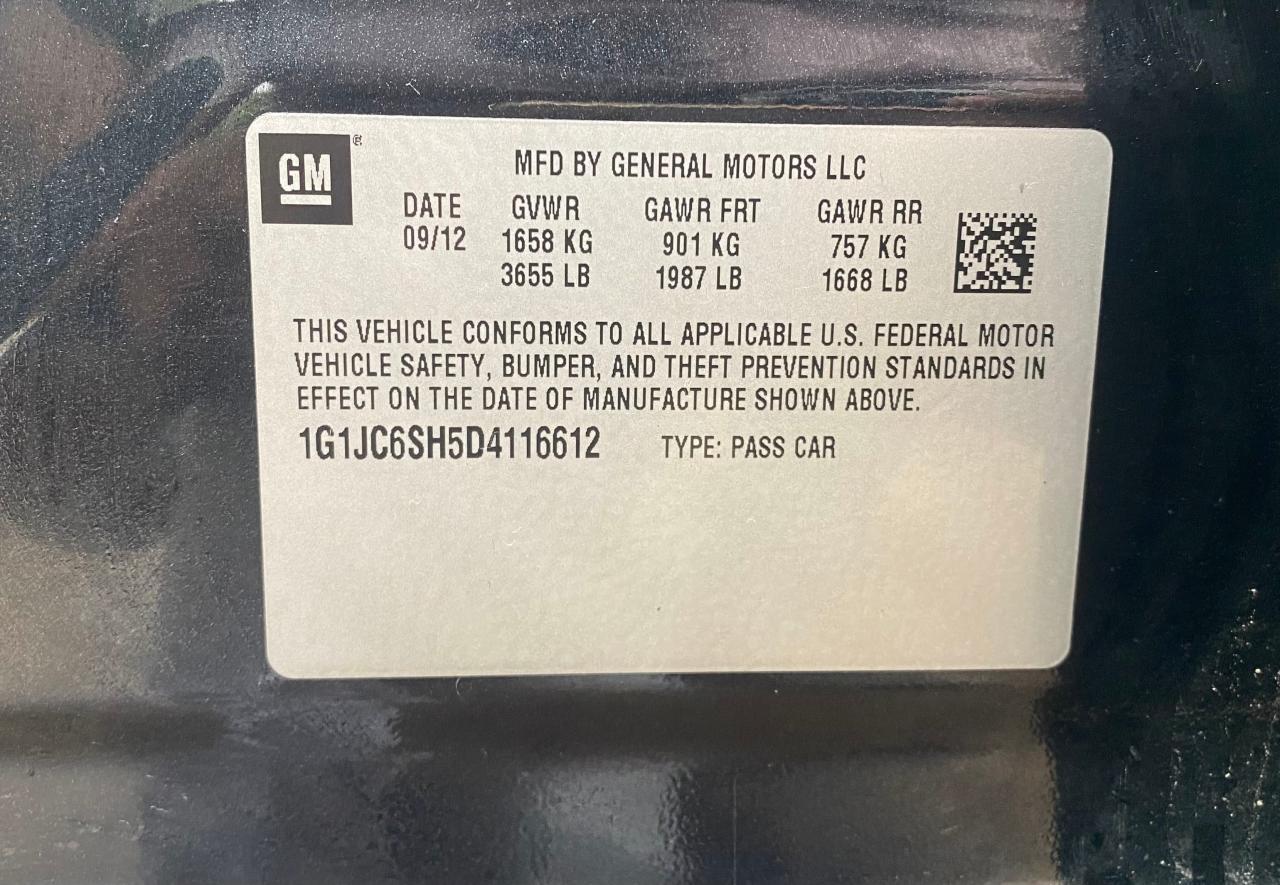 GM ®
MFD BY GENERAL MOTORS LLC
DATE GVWR GAWR FRT GAWR RR
09/12 1658 KG 901 KG 757 KG
3655 LB 1987 LB 1668 LB
THIS VEHICLE CONFORMS TO ALL APPLICABLE U.S. FEDERAL MOTOR
VEHICLE SAFETY, BUMPER, AND THEFT PREVENTION STANDARDS IN
EFFECT ON THE DATE OF MANUFACTURE SHOWN ABOVE.
1G1JC6SH5D4116612 TYPE: PASS CAR